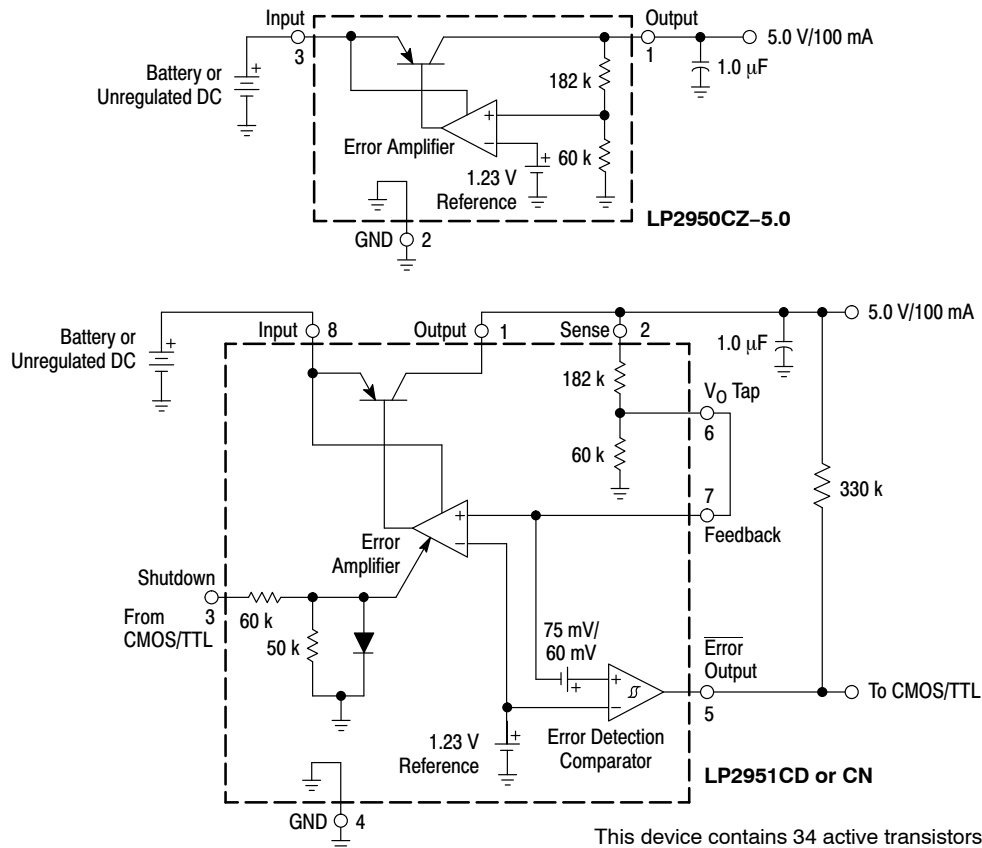 Input
3
Output
1
5.0 V/100 mA
1.0 μF
Battery or
Unregulated DC
182 k
Error Amplifier
60 k
1.23 V
Reference
GND 2
LP2950CZ–5.0
Battery or
Unregulated DC
Input 8
Output 1
Sense 2
5.0 V/100 mA
1.0 μF
182 k
VO Tap
6
60 k
7
Feedback
330 k
Error
Amplifier
Shutdown
3
From
CMOS/TTL
60 k
50 k
75 mV/
60 mV
Error
Output
5
To CMOS/TTL
1.23 V
Reference
Error Detection
Comparator
LP2951CD or CN
GND 4
This device contains 34 active transistors